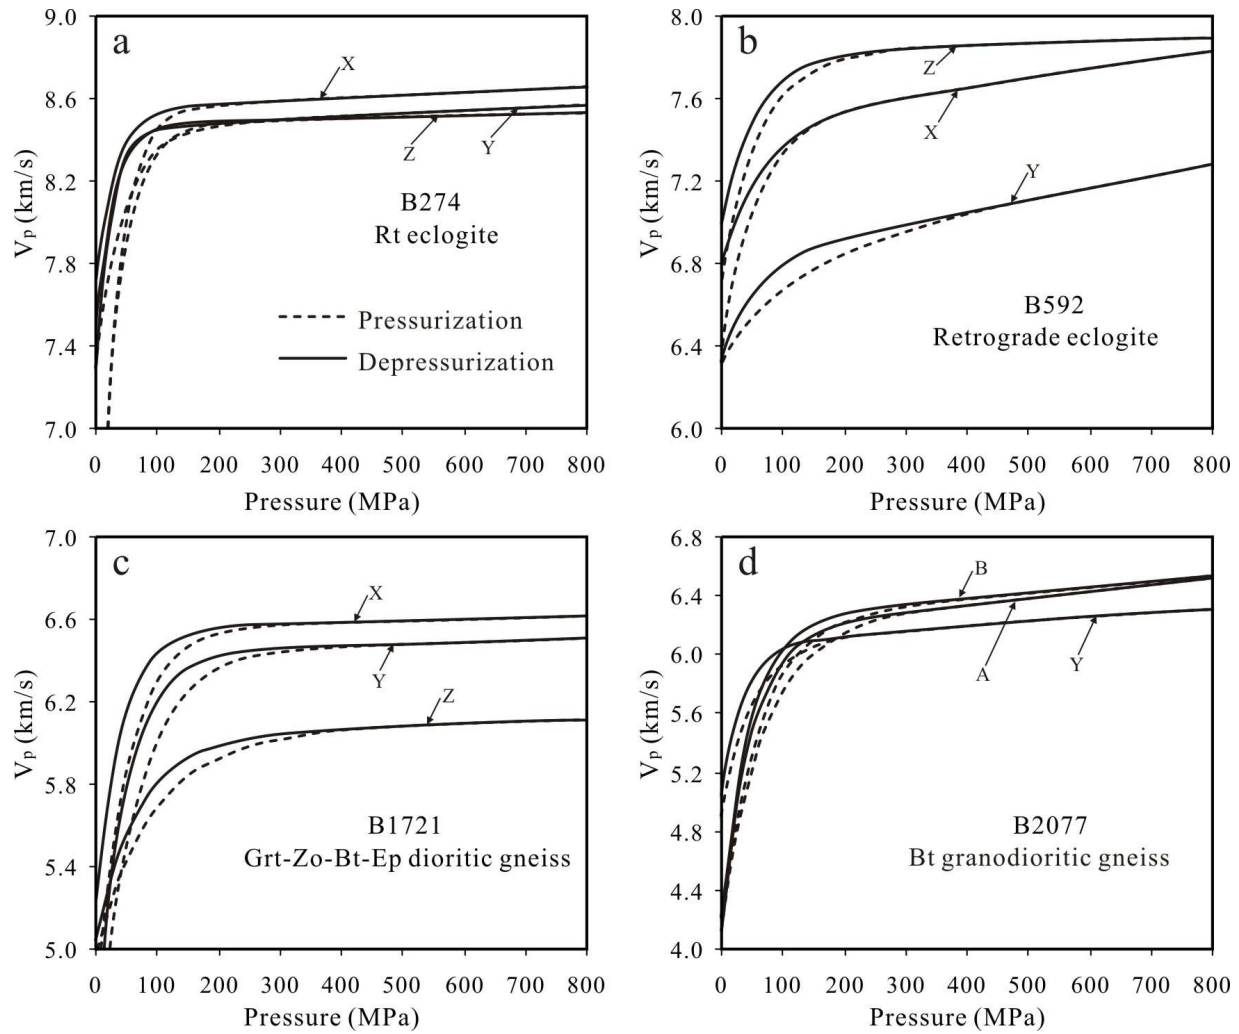 a
9.0
8.6
8.2
7.8
7.4
7.0
Vp (km/s)
X
Z
Y
B274
Rt eclogite
Pressurization
Depressurization
0 100 200 300 400 500 600 700 800
Pressure (MPa)
b
8.0
7.6
7.2
6.8
6.4
6.0
Vp (km/s)
Z
X
Y
B592
Retrograde eclogite
0 100 200 300 400 500 600 700 800
Pressure (MPa)
c
7.0
6.6
6.2
5.8
5.4
5.0
Vp (km/s)
X
Y
Z
B1721
Grt-Zo-Bt-Ep dioritic gneiss
0 100 200 300 400 500 600 700 800
Pressure (MPa)
d
6.8
6.4
6.0
5.6
5.2
4.8
4.4
4.0
Vp (km/s)
B
A
Y
B2077
Bt granodioritic gneiss
0 100 200 300 400 500 600 700 800
Pressure (MPa)